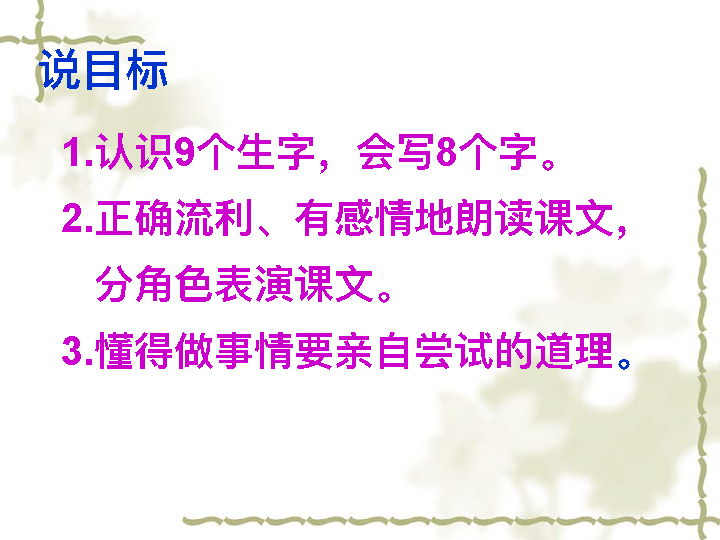 说目标
1.认识9个生字，会写8个字。
2.正确流利、有感情地朗读课文，
分角色表演课文。
3.懂得做事情要亲自尝试的道理。